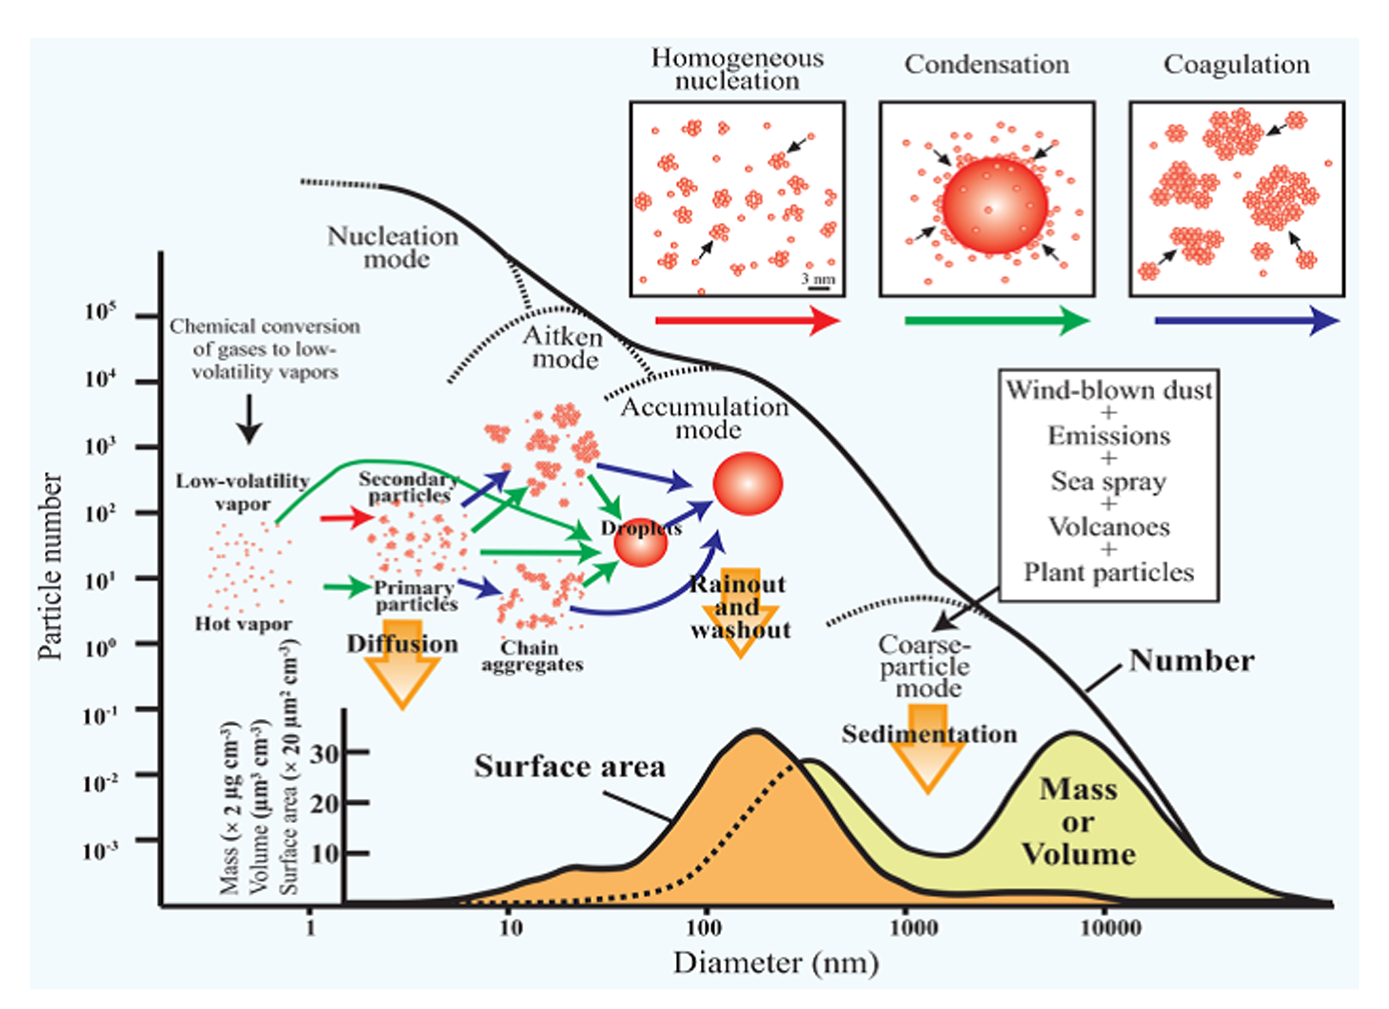 Homogeneous
nucleation
Condensation
Coagulation
3 nm
Nucleation
mode
Aitken
mode
Accumulation
mode
Chemical conversion
of gases to low-
volatility vapors
Low-volatility
vapor
Hot vapor
Secondary
particles
Primary
particles
Diffusion
Chain
aggregates
Droplets
Rainout
and
washout
Wind-blown dust
+
Emissions
+
Sea spray
+
Volcanoes
+
Plant particles
Coarse-
particle
mode
Sedimentation
Number
Surface area
Mass
or
Volume
Particle number
10⁵
10⁴
10³
10²
10¹
10⁰
10⁻¹
10⁻²
10⁻³
Mass (× 2 µg cm⁻³)
Volume (µm³ cm⁻³)
Surface area (× 20 µm² cm⁻³)
30
20
10
1
10
100
1000
10000
Diameter (nm)